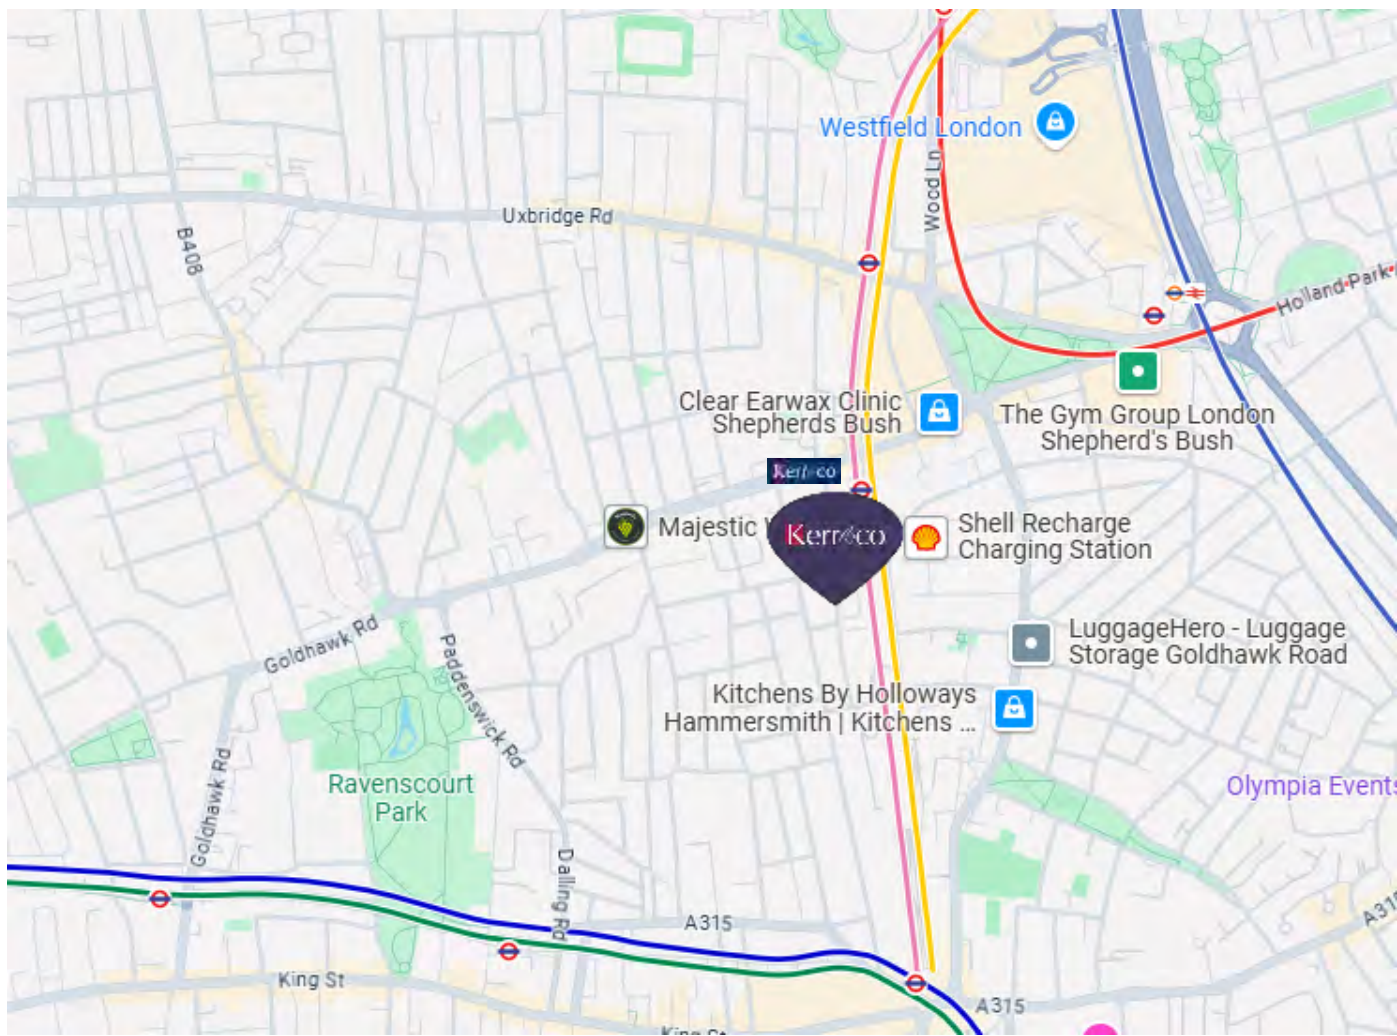 Westfield London
Wood Ln
Uxbridge Rd
B408
Holland Park
Clear Earwax Clinic
Shepherds Bush
The Gym Group London
Shepherd's Bush
Kerr&co
Majestic
Kerr&co
Shell Recharge
Charging Station
Goldhawk Rd
Paddenswick Rd
LuggageHero - Luggage
Storage Goldhawk Road
Kitchens By Holloways
Hammersmith | Kitchens ...
Ravenscourt
Park
Goldhawk Rd
Olympia Events
Dalling Rd
A315
A315
King St
A315
King St